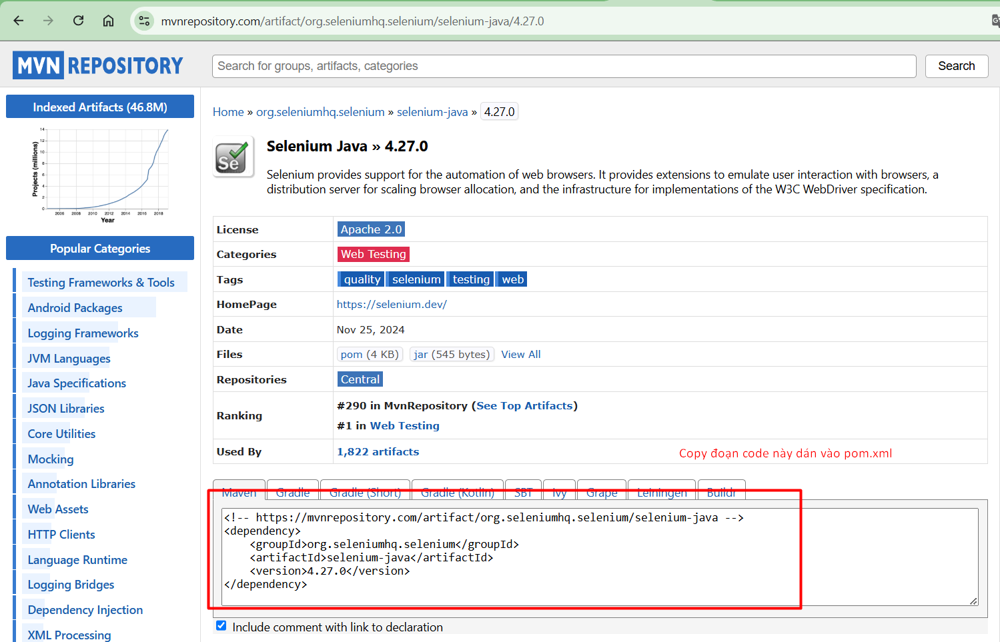 mvnrepository.com/artifact/org.seleniumhq.selenium/selenium-java/4.27.0
MVN REPOSITORY
Search for groups, artifacts, categories
Search
Indexed Artifacts (46.8M)
14
12
10
8
6
4
2
0
Projects (millions)
2006 2008 2010 2012 2014 2016 2018
Year
Popular Categories
Testing Frameworks & Tools
Android Packages
Logging Frameworks
JVM Languages
Java Specifications
JSON Libraries
Core Utilities
Mocking
Annotation Libraries
Web Assets
HTTP Clients
Language Runtime
Logging Bridges
Dependency Injection
XML Processing
Home » org.seleniumhq.selenium » selenium-java » 4.27.0
Se
Selenium Java » 4.27.0
Selenium provides support for the automation of web browsers. It provides extensions to emulate user interaction with browsers, a
distribution server for scaling browser allocation, and the infrastructure for implementations of the W3C WebDriver specification.
License Apache 2.0
Categories Web Testing
Tags quality selenium testing web
HomePage https://selenium.dev/
Date Nov 25, 2024
Files pom (4 KB) jar (545 bytes) View All
Repositories Central
Ranking #290 in MvnRepository (See Top Artifacts)
#1 in Web Testing
Used By 1,822 artifacts
Copy đoạn code này dán vào pom.xml
Maven Gradle Gradle (Short) Gradle (Kotlin) SBT Ivy Grape Leiningen Buildr
<!-- https://mvnrepository.com/artifact/org.seleniumhq.selenium/selenium-java -->
<dependency>
    <groupId>org.seleniumhq.selenium</groupId>
    <artifactId>selenium-java</artifactId>
    <version>4.27.0</version>
</dependency>
Include comment with link to declaration